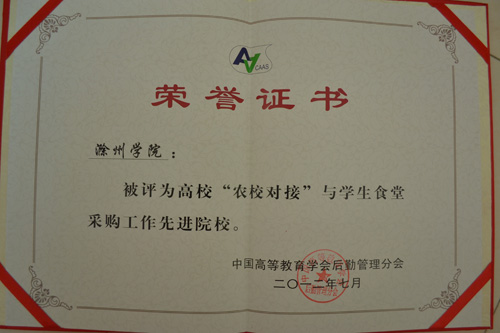 CAAS
荣誉证书
滁州学院：
被评为高校“农校对接”与学生食堂
采购工作先进院校。
中国高等教育学会后勤管理分会
二〇一二年七月